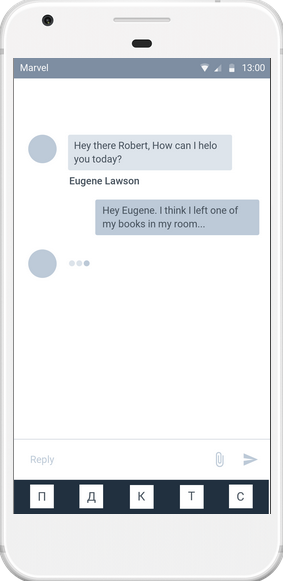 Marvel 13:00
Hey there Robert, How can I helo
you today?
Eugene Lawson
Hey Eugene. I think I left one of
my books in my room...
Reply
П Д К Т С